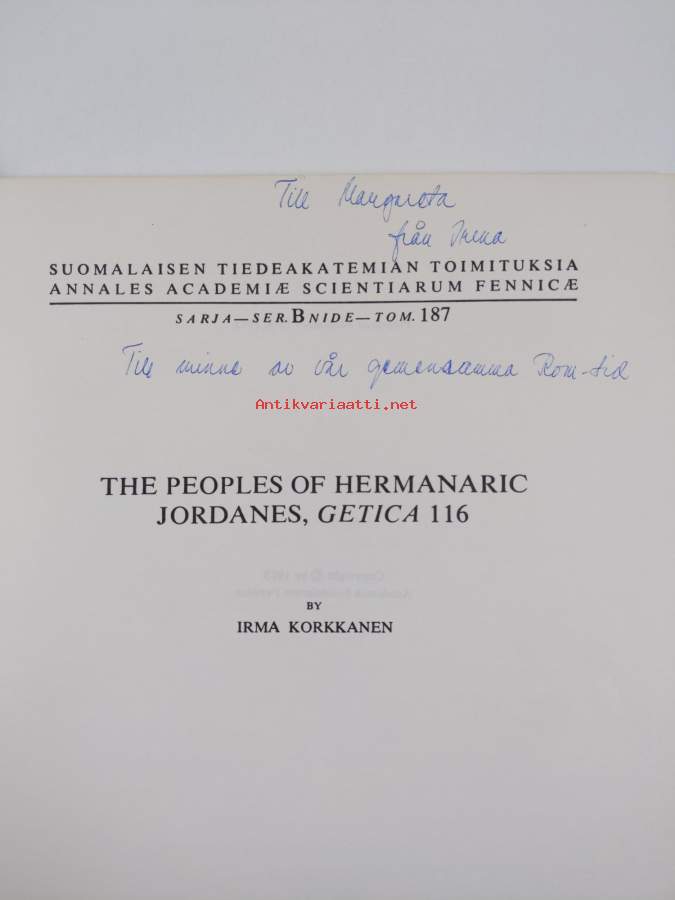 Till Margareta
från Irma
SUOMALAISEN TIEDEAKATEMIAN TOIMITUKSIA
ANNALES ACADEMIÆ SCIENTIARUM FENNICÆ
SARJA—SER. B NIDE—TOM. 187
Till minne av vår gemensamma Rom-tid
Antikvariaatti.net
THE PEOPLES OF HERMANARIC
JORDANES, GETICA 116
BY
IRMA KORKKANEN